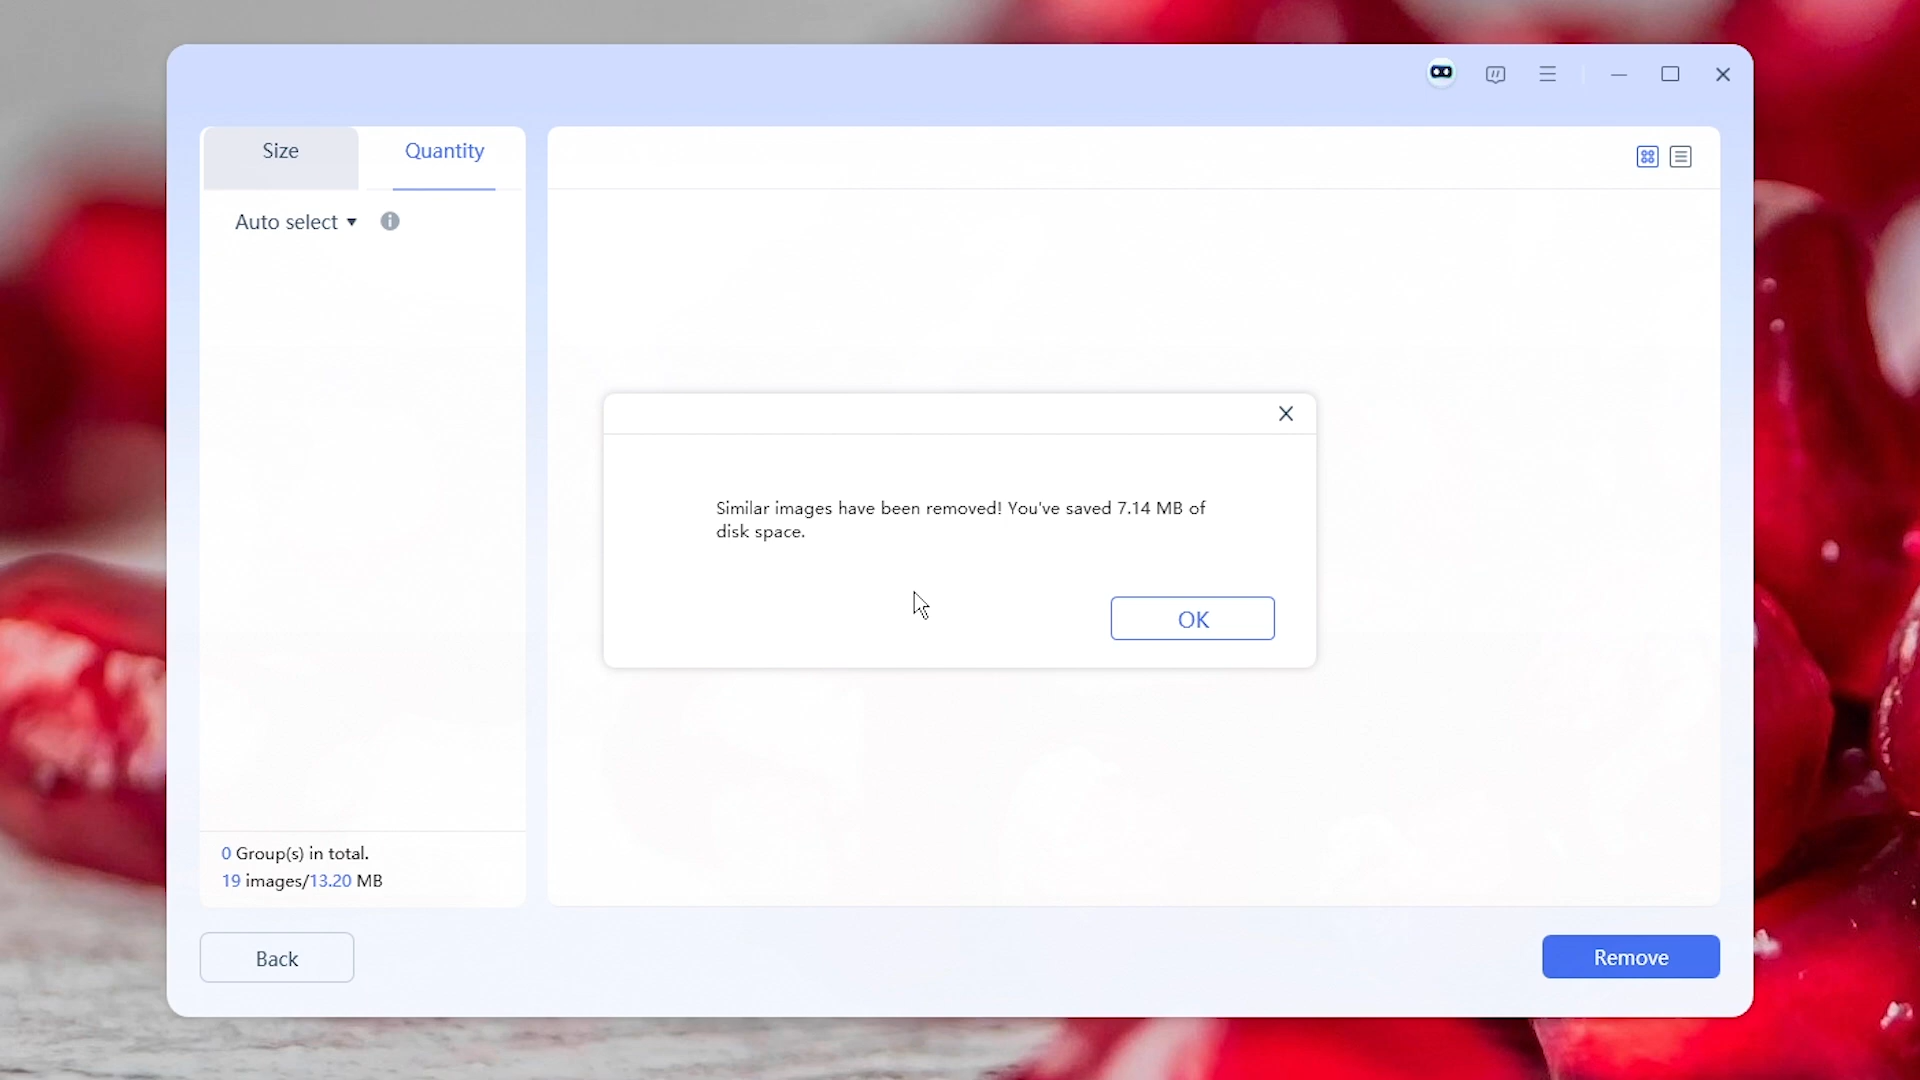 Size
Quantity
Auto select
Similar images have been removed! You've saved 7.14 MB of
disk space.
OK
0 Group(s) in total.
19 images/13.20 MB
Back
Remove